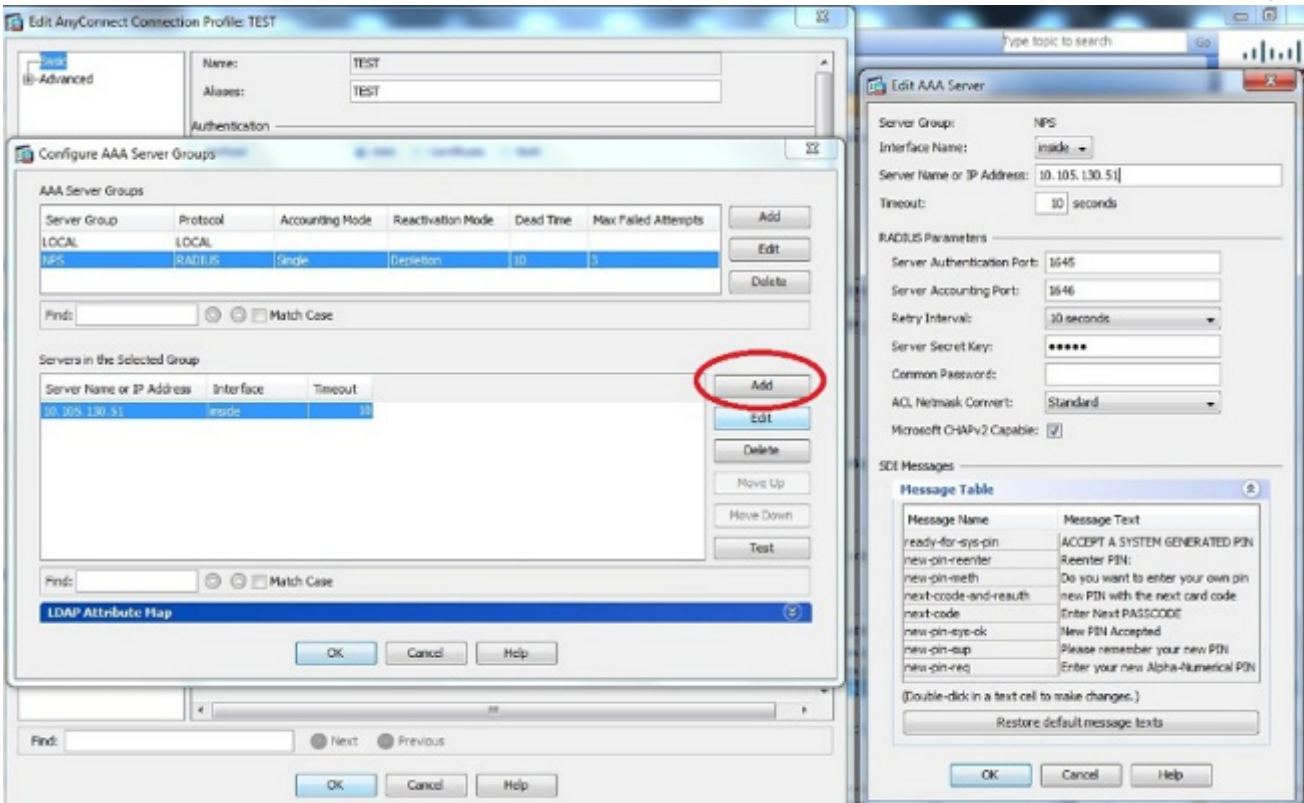 Edit AnyConnect Connection Profile: TEST
Type topic to search
Go
Basic
Advanced
Name: TEST
Aliases: TEST
Authentication
Configure AAA Server Groups
AAA Server Groups
Server Group Protocol Accounting Mode Reactivation Mode Dead Time Max Failed Attempts
LOCAL LOCAL
NPS RADIUS Single Depletion 10 3
Add
Edit
Delete
Find: Match Case
Servers in the Selected Group
Server Name or IP Address Interface Timeout
10.105.130.51 inside 10
Add
Edit
Delete
Move Up
Move Down
Test
Find: Match Case
LDAP Attribute Map
OK Cancel Help
Find: Next Previous
OK Cancel Help
Edit AAA Server
Server Group: NPS
Interface Name: inside
Server Name or IP Address: 10.105.130.51
Timeout: 10 seconds
RADIUS Parameters
Server Authentication Port: 1645
Server Accounting Port: 1646
Retry Interval: 10 seconds
Server Secret Key: •••••
Common Password:
ACL Netmask Convert: Standard
Microsoft CHAPv2 Capable:
SDI Messages
Message Table
Message Name Message Text
ready-for-sys-pin ACCEPT A SYSTEM GENERATED PIN
new-pin-reenter Reenter PIN:
new-pin-meth Do you want to enter your own pin
next-ccode-and-reauth new PIN with the next card code
next-code Enter Next PASSCODE
new-pin-sys-ok New PIN Accepted
new-pin-sup Please remember your new PIN
new-pin-req Enter your new Alpha-Numerical PIN
(Double-click in a text cell to make changes.)
Restore default message texts
OK Cancel Help